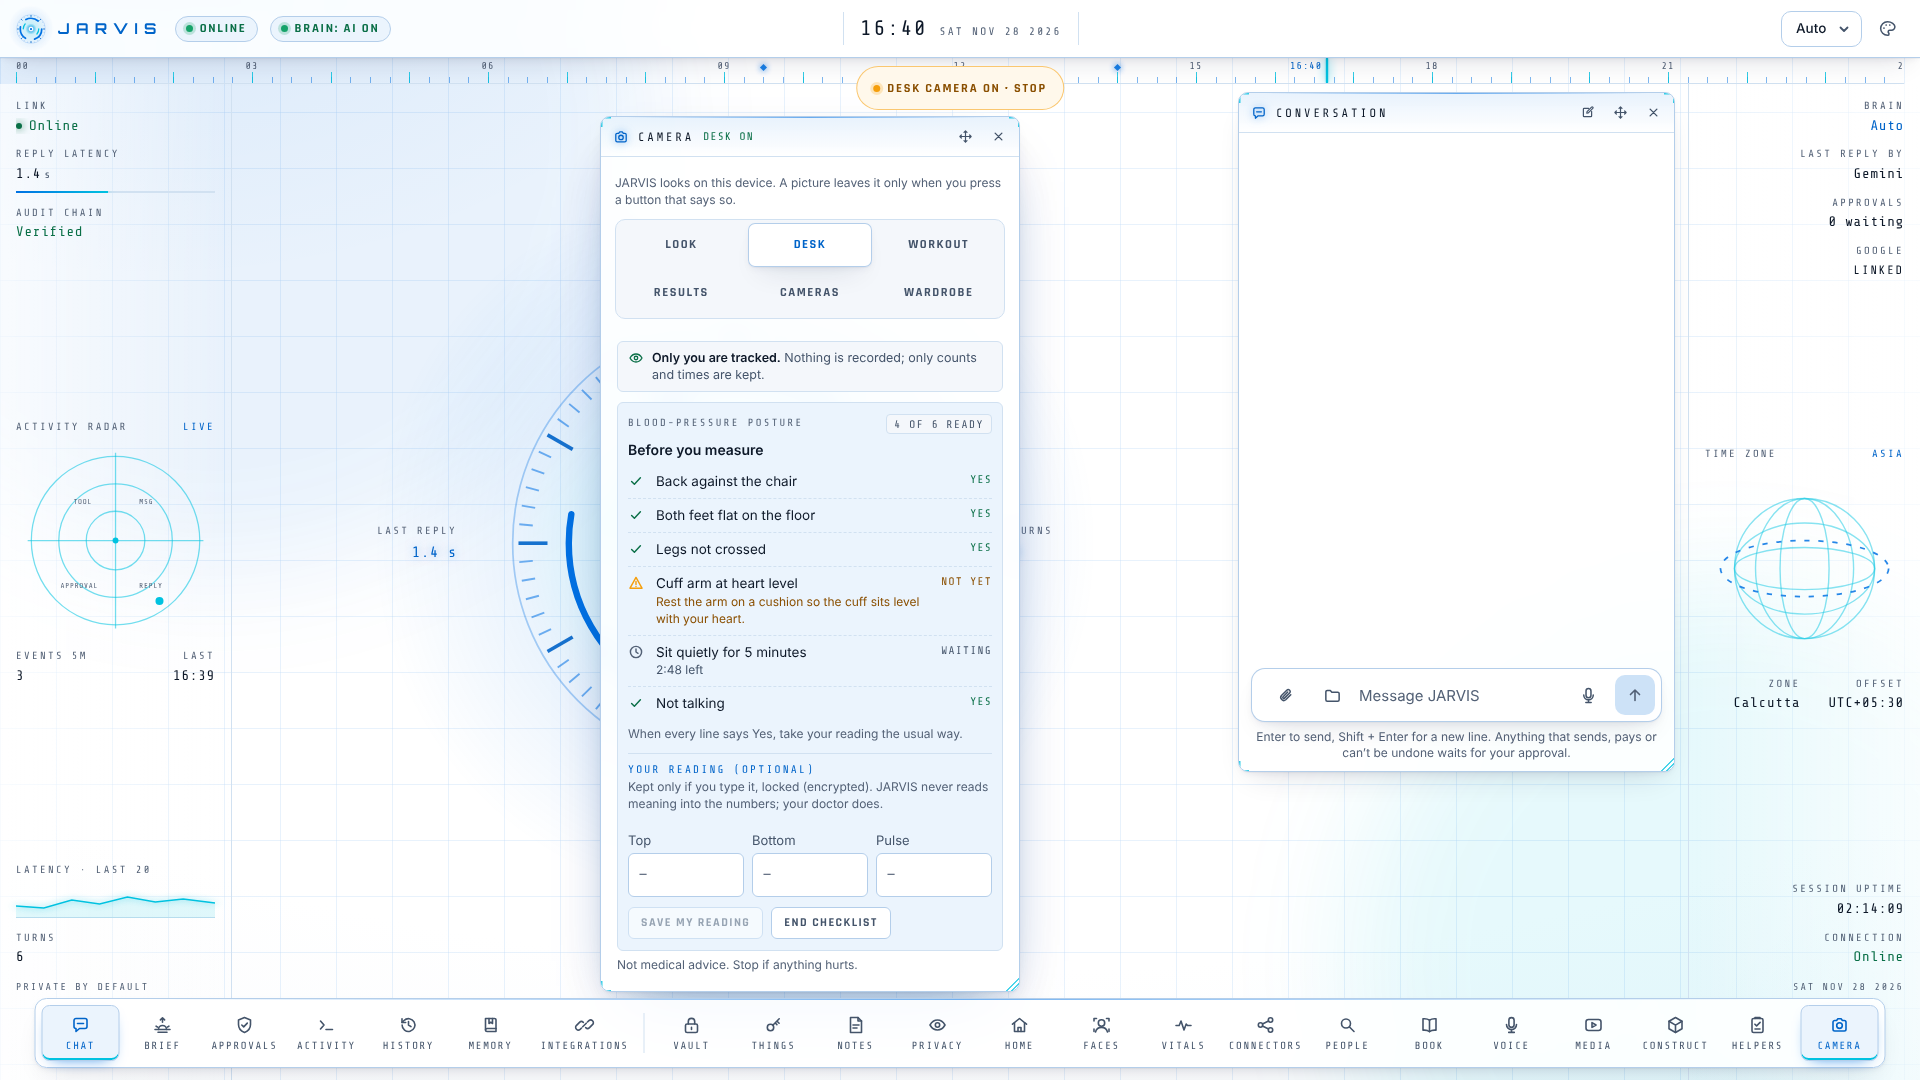 JARVIS
ONLINE
BRAIN: AI ON
16:40 SAT NOV 28 2026
Auto
00 03 06 09 12 15 16:40 18 21 2
DESK CAMERA ON · STOP
LINK
Online
REPLY LATENCY
1.4 s
AUDIT CHAIN
Verified
ACTIVITY RADAR LIVE
TOOL MSG
APPROVAL REPLY
EVENTS 5M LAST
3 16:39
LATENCY · LAST 20
TURNS
6
PRIVATE BY DEFAULT
LAST REPLY
1.4 s
URNS
CAMERA DESK ON
JARVIS looks on this device. A picture leaves it only when you press
a button that says so.
LOOK DESK WORKOUT
RESULTS CAMERAS WARDROBE
Only you are tracked. Nothing is recorded; only counts
and times are kept.
BLOOD-PRESSURE POSTURE 4 OF 6 READY
Before you measure
Back against the chair YES
Both feet flat on the floor YES
Legs not crossed YES
Cuff arm at heart level NOT YET
Rest the arm on a cushion so the cuff sits level
with your heart.
Sit quietly for 5 minutes WAITING
2:48 left
Not talking YES
When every line says Yes, take your reading the usual way.
YOUR READING (OPTIONAL)
Kept only if you type it, locked (encrypted). JARVIS never reads
meaning into the numbers; your doctor does.
Top Bottom Pulse
– – –
SAVE MY READING END CHECKLIST
Not medical advice. Stop if anything hurts.
CONVERSATION
Message JARVIS
Enter to send, Shift + Enter for a new line. Anything that sends, pays or
can't be undone waits for your approval.
BRAIN
Auto
LAST REPLY BY
Gemini
APPROVALS
0 waiting
GOOGLE
LINKED
TIME ZONE ASIA
ZONE OFFSET
Calcutta UTC+05:30
SESSION UPTIME
02:14:09
CONNECTION
Online
SAT NOV 28 2026
CHAT BRIEF APPROVALS ACTIVITY HISTORY MEMORY INTEGRATIONS VAULT THINGS NOTES PRIVACY HOME FACES VITALS CONNECTORS PEOPLE BOOK VOICE MEDIA CONSTRUCT HELPERS CAMERA